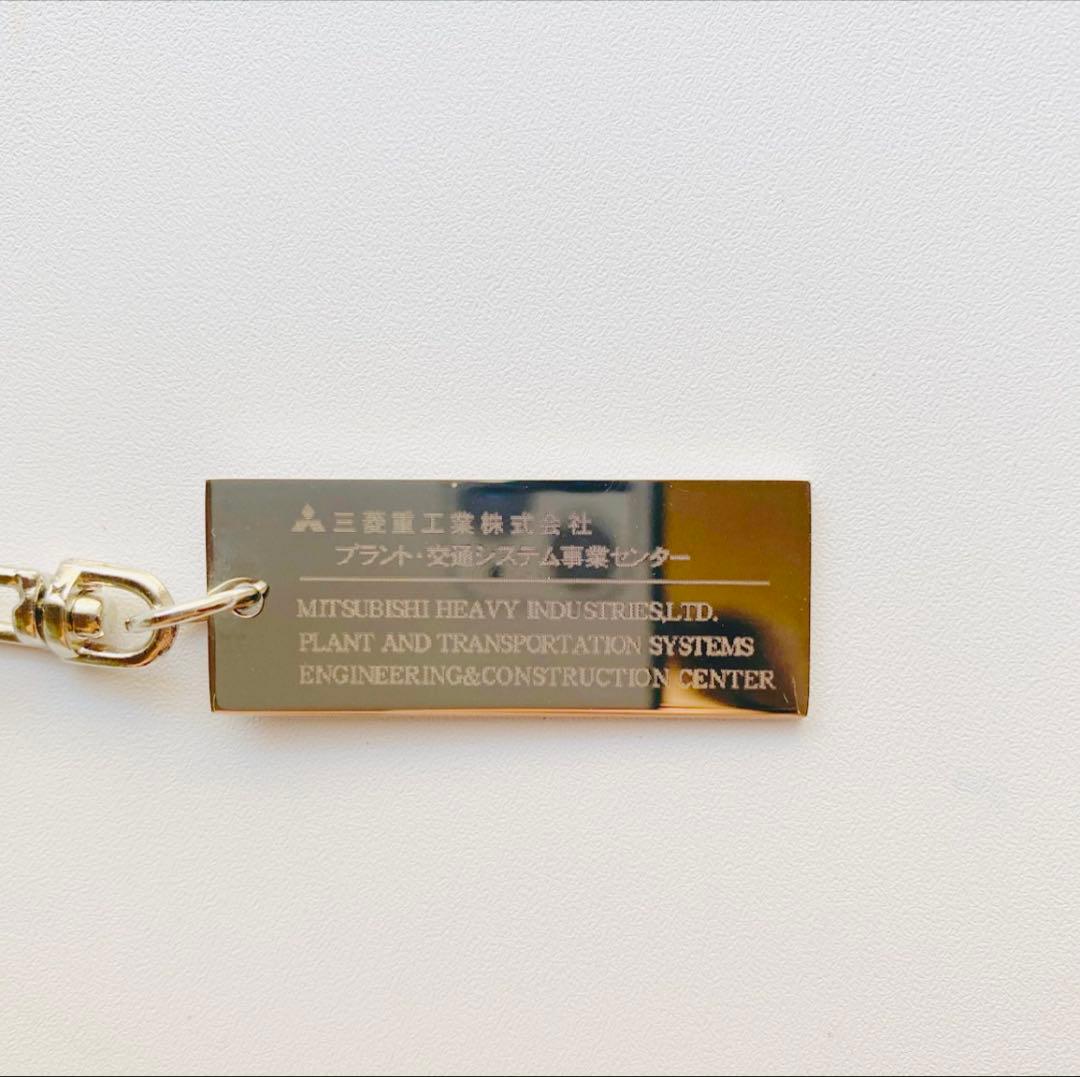 三菱重工業株式会社
プラント・交通システム事業センター
MITSUBISHI HEAVY INDUSTRIES,LTD.
PLANT AND TRANSPORTATION SYSTEMS
ENGINEERING&CONSTRUCTION CENTER